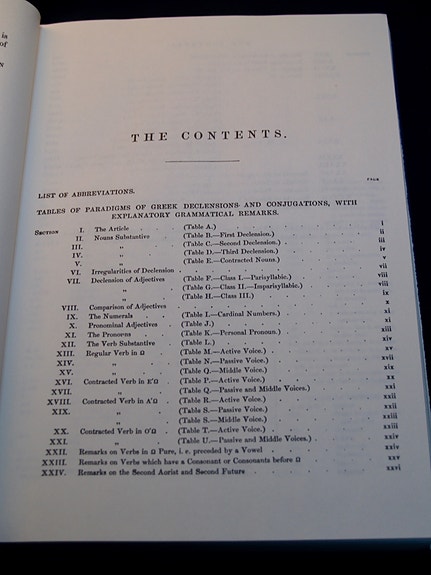 in
of
N
THE CONTENTS.
PAGE
LIST OF ABBREVIATIONS.
TABLES OF PARADIGMS OF GREEK DECLENSIONS AND CONJUGATIONS, WITH
EXPLANATORY GRAMMATICAL REMARKS.
SECTION I. The Article . (Table A.) i
II. Nouns Substantive (Table B.—First Declension.) ii
III. „ (Table C.—Second Declension.) iii
IV. „ (Table D.—Third Declension.) iv
V. „ (Table E.—Contracted Nouns.) v
VI. Irregularities of Declension . vii
VII. Declension of Adjectives (Table F.—Class I.—Parisyllabic.) viii
„ (Table G.—Class II.—Imparisyllabic.) viii
„ (Table H.—Class III.) ix
VIII. Comparison of Adjectives x
IX. The Numerals (Table I.—Cardinal Numbers.) xi
X. Pronominal Adjectives (Table J.) xi
XI. The Pronouns (Table K.—Personal Pronoun.) xiii
XII. The Verb Substantive (Table L.) xiv
XIII. Regular Verb in Ω (Table M.—Active Voice.) xv
XIV. „ (Table N.—Passive Voice.) xvii
XV. „ (Table Q.—Middle Voice.) xix
XVI. Contracted Verb in Ε'Ω (Table P.—Active Voice.) xx
XVII. „ (Table Q.—Passive and Middle Voices.) xxi
XVIII. Contracted Verb in Α'Ω (Table R.—Active Voice.) xxii
XIX. „ (Table S.—Passive Voice.) xxii
„ (Table S.—Middle Voice.) xxiii
XX. Contracted Verb in Ο'Ω (Table T.—Active Voice.) xxiii
XXI. „ (Table U.—Passive and Middle Voices.) xxiv
XXII. Remarks on Verbs in Ω Pure, i. e. preceded by a Vowel xxiv
XXIII. Remarks on Verbs which have a Consonant or Consonants before Ω xxv
XXIV. Remarks on the Second Aorist and Second Future xxvi